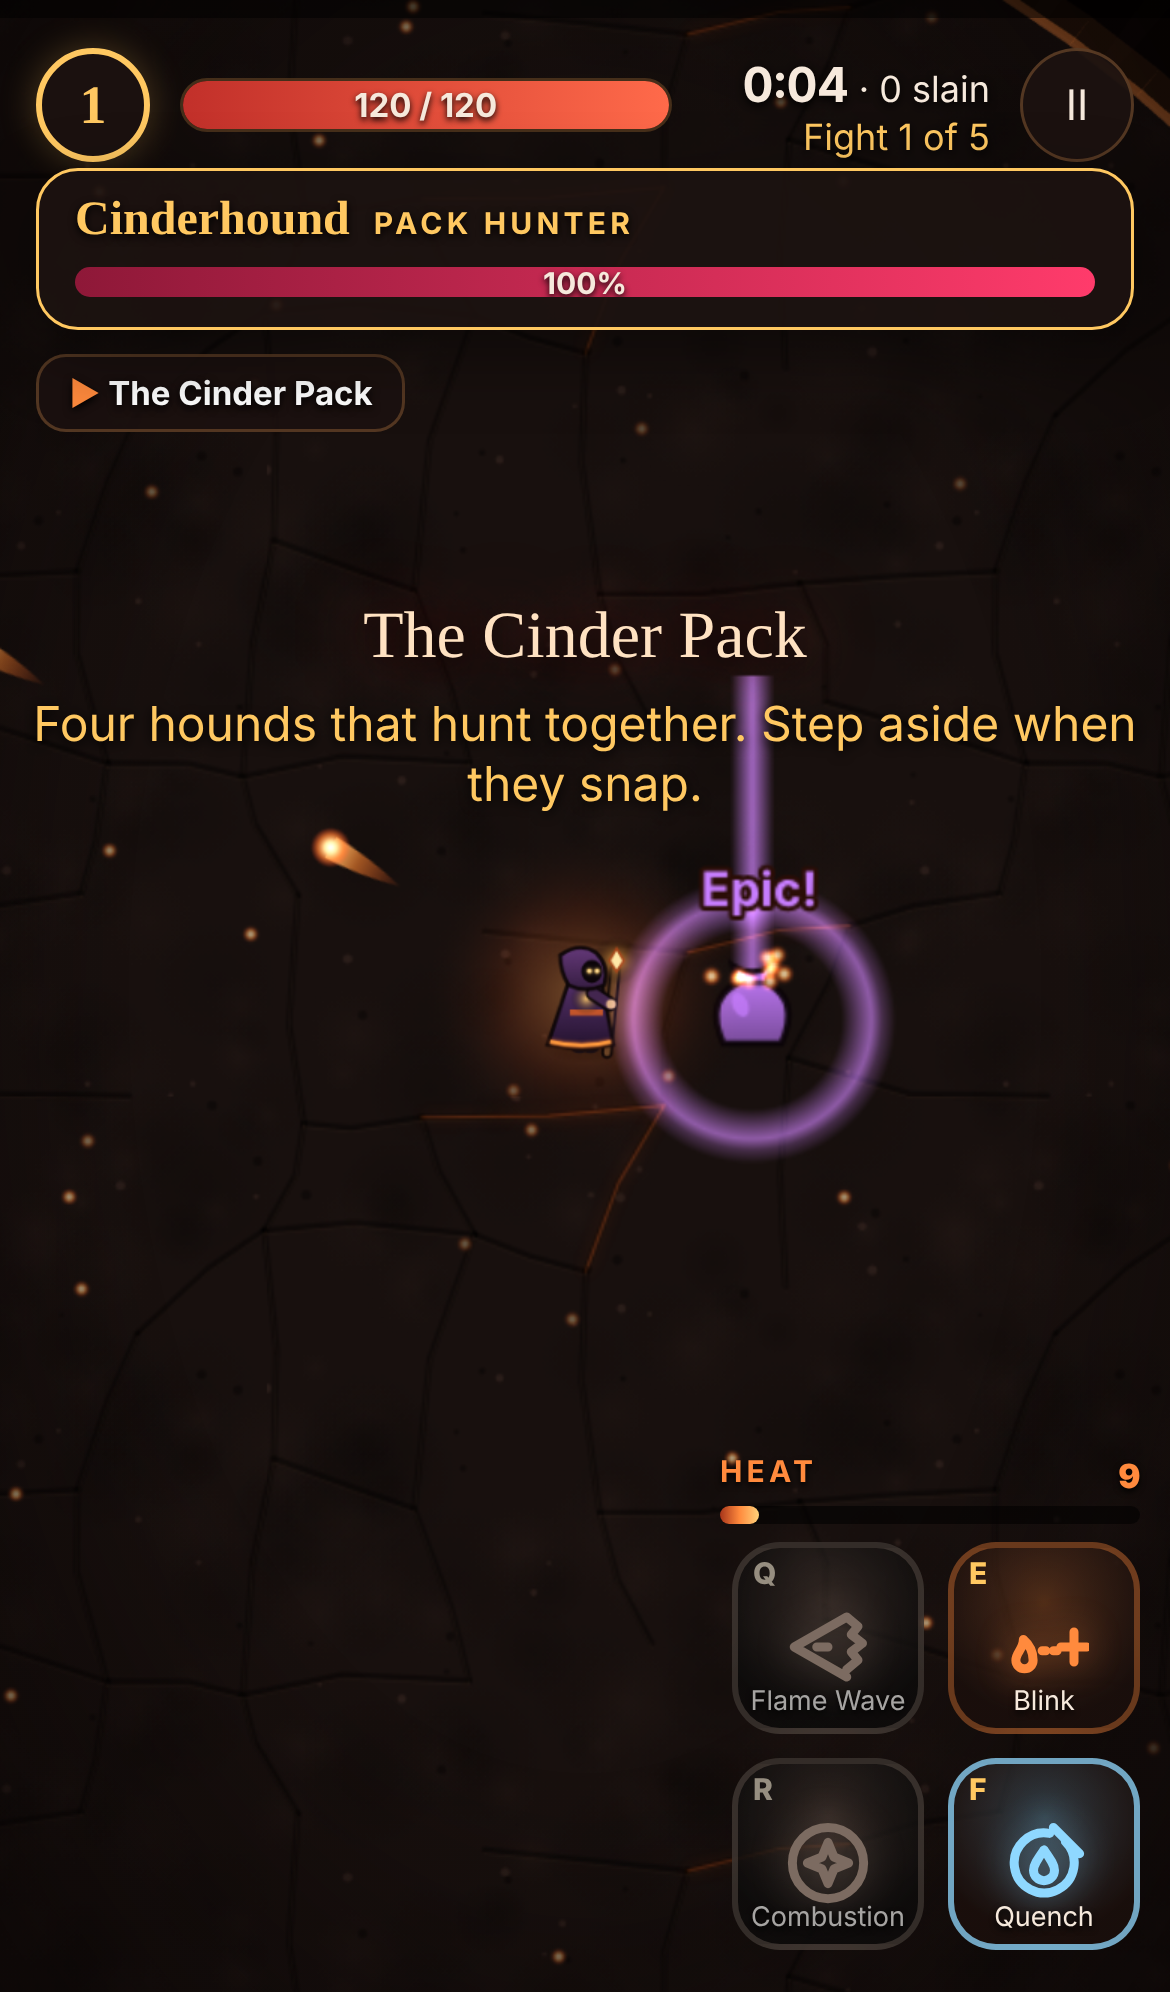 1
120 / 120
0:04 · 0 slain
Fight 1 of 5
Cinderhound PACK HUNTER
100%
The Cinder Pack
The Cinder Pack
Four hounds that hunt together. Step aside when
they snap.
Epic!
HEAT 9
Q
Flame Wave
E
Blink
R
Combustion
F
Quench